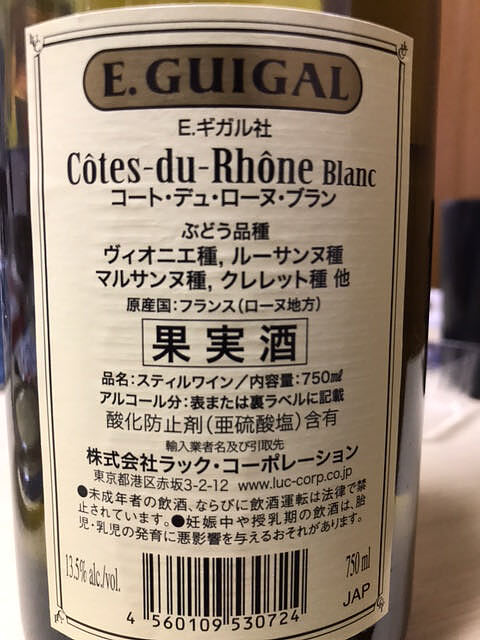 E. GUIGAL
E.ギガル社
Côtes-du-Rhône Blanc
コート・デュ・ローヌ・ブラン
ぶどう品種
ヴィオニエ種, ルーサンヌ種
マルサンヌ種, クレレット種 他
原産国：フランス（ローヌ地方）
果実酒
品名：スティルワイン／内容量：750㎖
アルコール分：表または裏ラベルに記載
酸化防止剤（亜硫酸塩）含有
輸入業者名及び引取先
株式会社ラック・コーポレーション
東京都港区赤坂3-2-12 www.luc-corp.co.jp
●未成年者の飲酒、ならびに飲酒運転は法律で禁
止されています。●妊娠中や授乳期の飲酒は、胎
児・乳児の発育に悪影響を与えるおそれがあります。
13.5% alc./vol.
750 ml
JAP
4 560109 530724